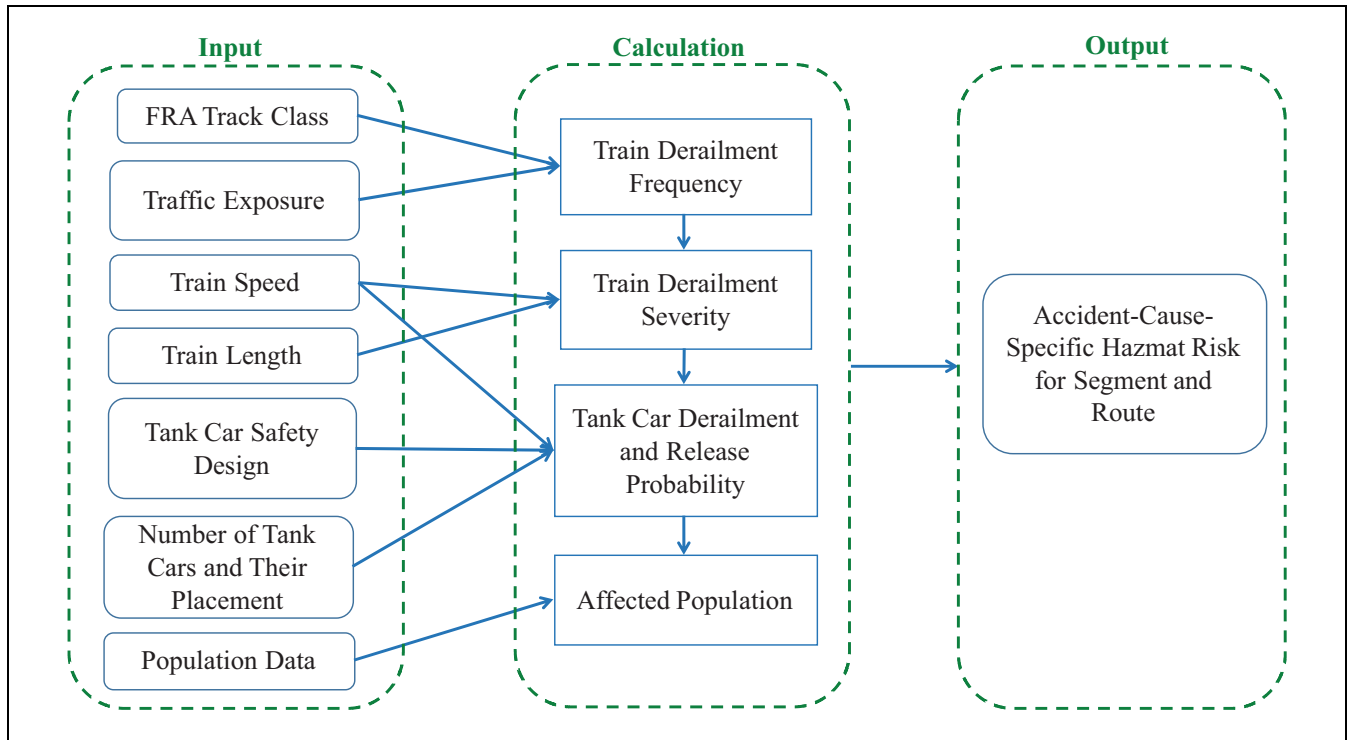 Input
FRA Track Class
Traffic Exposure
Train Speed
Train Length
Tank Car Safety
Design
Number of Tank
Cars and Their
Placement
Population Data
Calculation
Train Derailment
Frequency
Train Derailment
Severity
Tank Car Derailment
and Release
Probability
Affected Population
Output
Accident-Cause-
Specific Hazmat Risk
for Segment and
Route